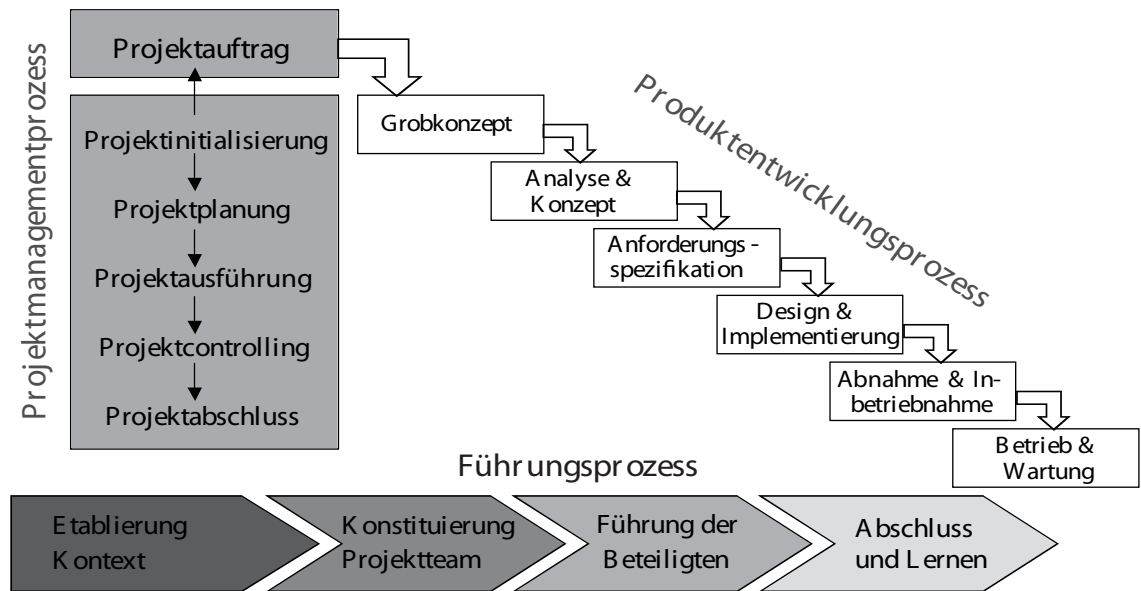 Projektmanagementprozess
Projektauftrag
Projektinitialisierung
Projektplanung
Projektausführung
Projektcontrolling
Projektabschluss
Produktentwicklungsprozess
Grobkonzept
Analyse &
Konzept
Anforderungs-
spezifikation
Design &
Implementierung
Abnahme & In-
betriebnahme
Betrieb &
Wartung
Führungsprozess
Etablierung
Kontext
Konstituierung
Projektteam
Führung der
Beteiligten
Abschluss
und Lernen